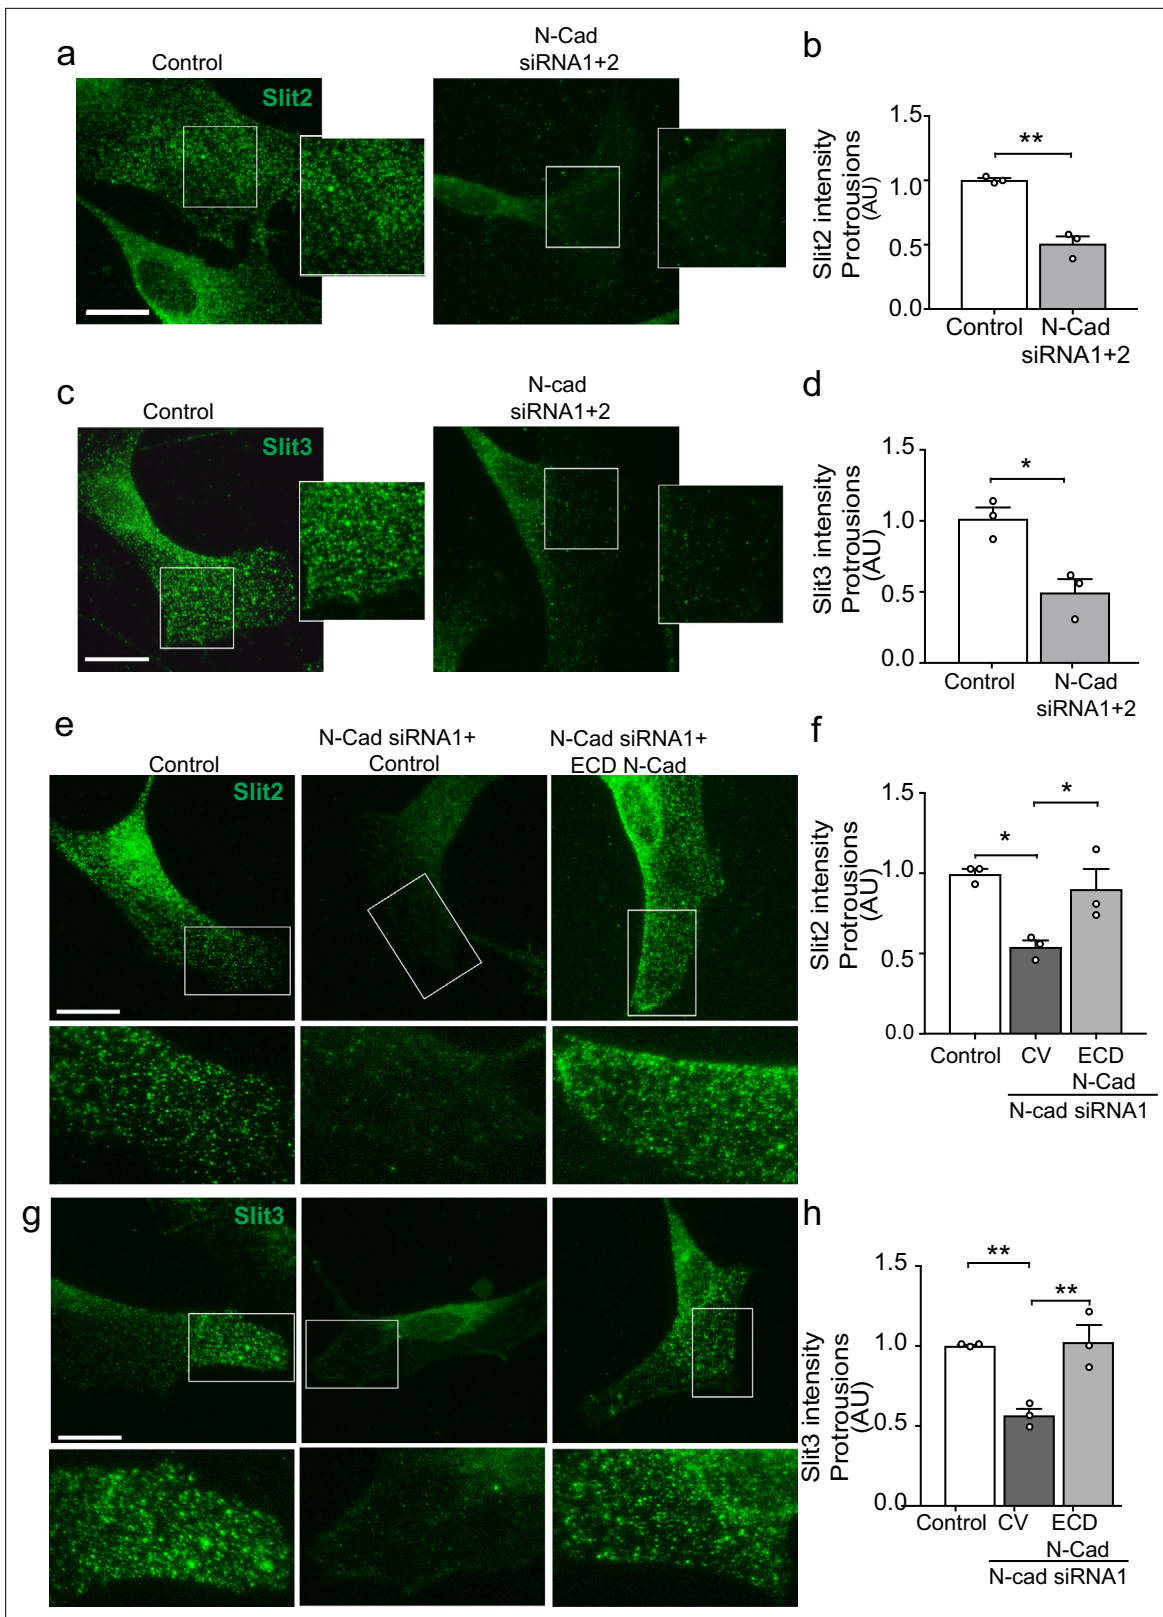 a
Control
Slit2
N-Cad
siRNA1+2
b
Slit2 intensity
Protrousions
(AU)
1.5
1.0
0.5
0.0
**
Control
N-Cad
siRNA1+2
c
Control
Slit3
N-cad
siRNA1+2
d
Slit3 intensity
Protrousions
(AU)
1.5
1.0
0.5
0.0
*
Control
N-Cad
siRNA1+2
e
Control
Slit2
N-Cad siRNA1+
Control
N-Cad siRNA1+
ECD N-Cad
f
Slit2 intensity
Protrousions
(AU)
1.5
1.0
0.5
0.0
*
*
Control
CV
ECD
N-Cad
N-cad siRNA1
g
Slit3
h
Slit3 intensity
Protrousions
(AU)
1.5
1.0
0.5
0.0
**
**
Control
CV
ECD
N-Cad
N-cad siRNA1